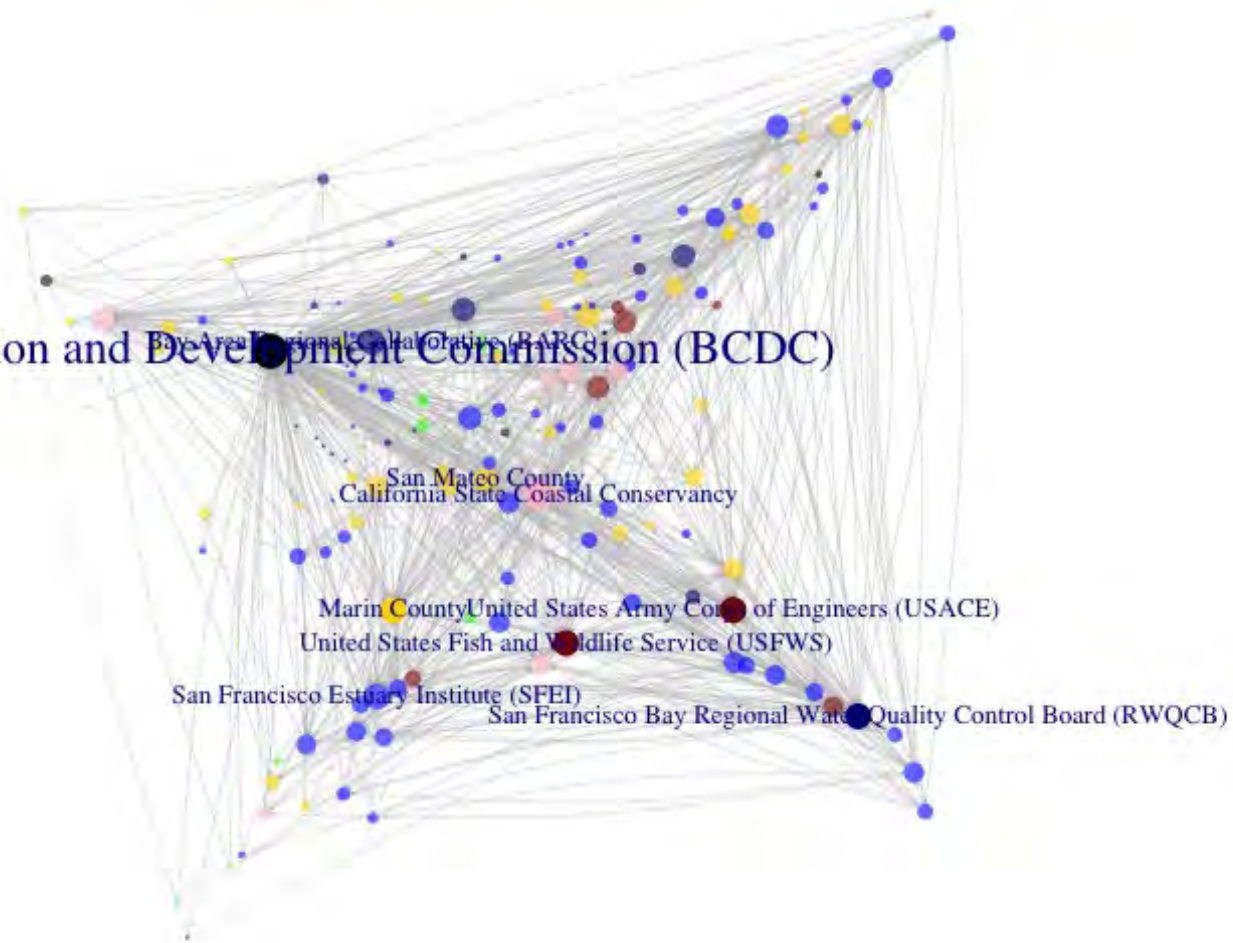 Bay Area Regional Collaborative (BARC)
on and Development Commission (BCDC)
San Mateo County
California State Coastal Conservancy
Marin County
United States Army Corps of Engineers (USACE)
United States Fish and Wildlife Service (USFWS)
San Francisco Estuary Institute (SFEI)
San Francisco Bay Regional Water Quality Control Board (RWQCB)